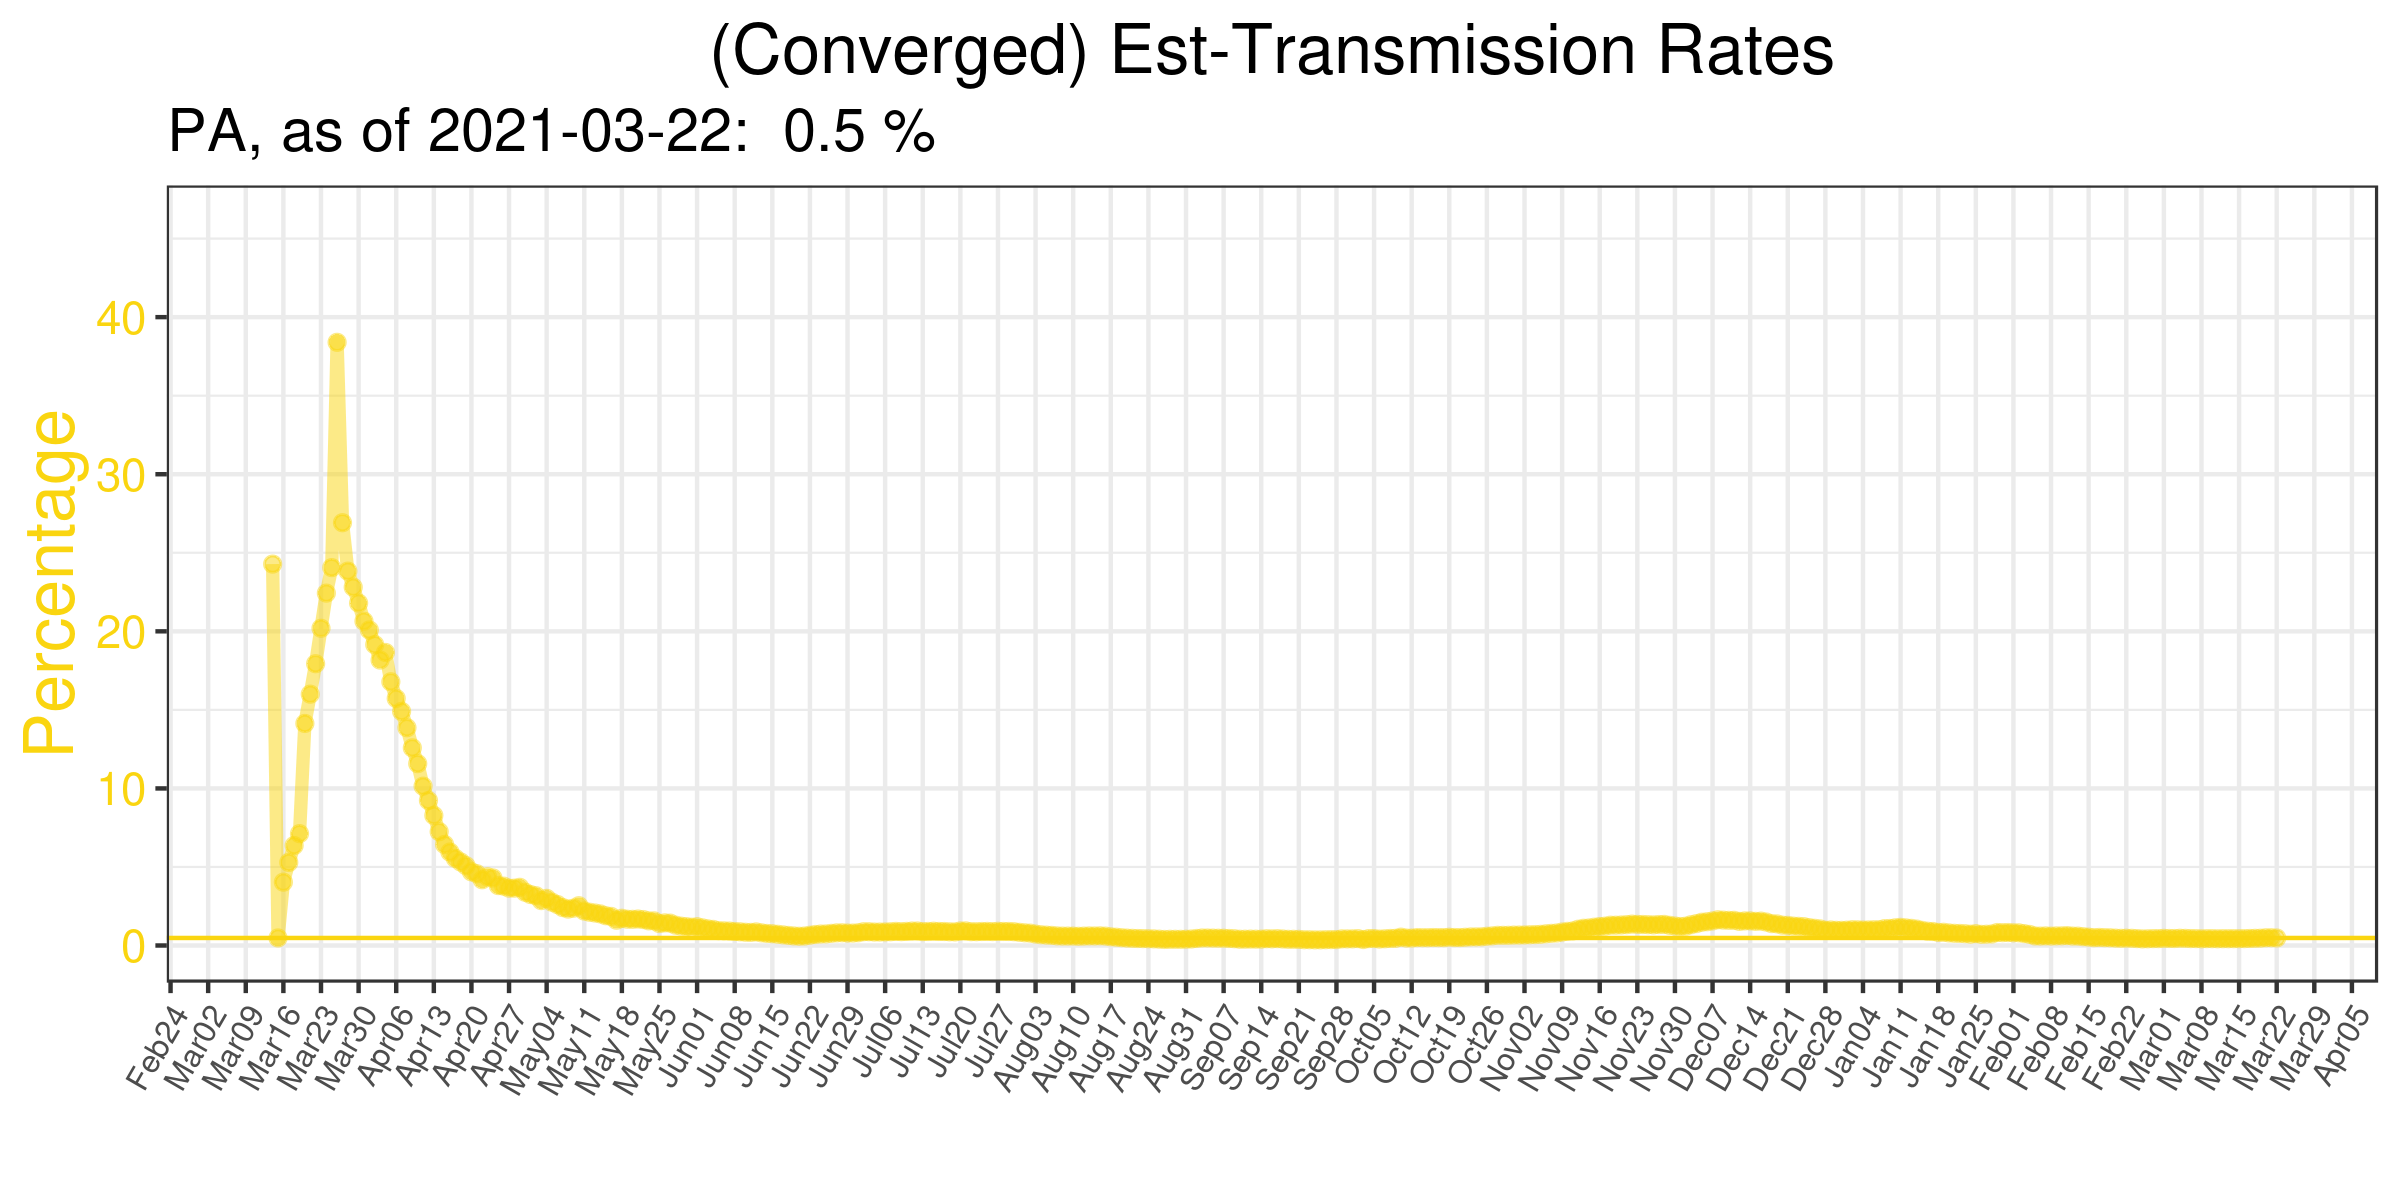 (Converged) Est-Transmission Rates
PA, as of 2021-03-22:  0.5 %
Percentage
40
30
20
10
0
Feb24
Mar02
Mar09
Mar16
Mar23
Mar30
Apr06
Apr13
Apr20
Apr27
May04
May11
May18
May25
Jun01
Jun08
Jun15
Jun22
Jun29
Jul06
Jul13
Jul20
Jul27
Aug03
Aug10
Aug17
Aug24
Aug31
Sep07
Sep14
Sep21
Sep28
Oct05
Oct12
Oct19
Oct26
Nov02
Nov09
Nov16
Nov23
Nov30
Dec07
Dec14
Dec21
Dec28
Jan04
Jan11
Jan18
Jan25
Feb01
Feb08
Feb15
Feb22
Mar01
Mar08
Mar15
Mar22
Mar29
Apr05